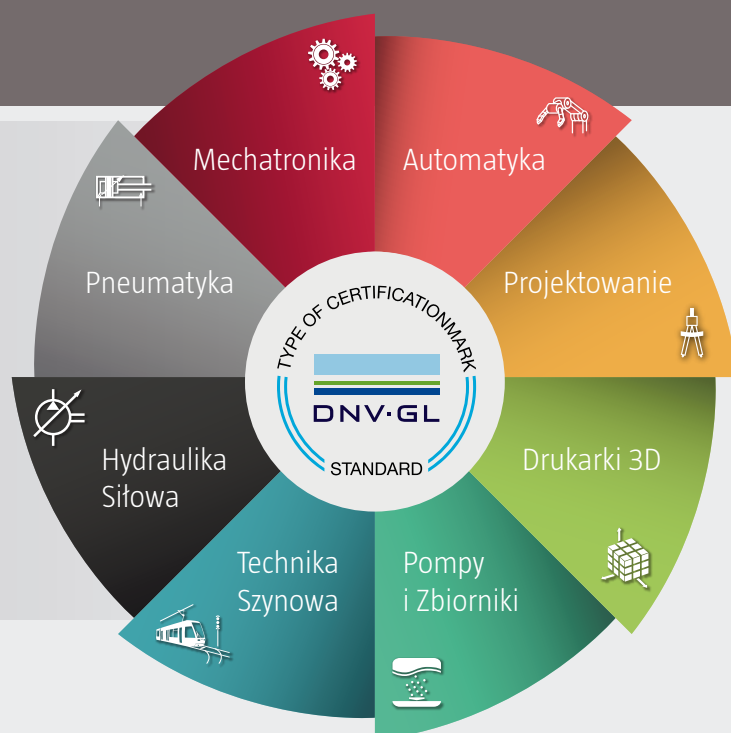 Mechatronika
Automatyka
Pneumatyka
Projektowanie
TYPE OF CERTIFICATIONMARK
DNV·GL
STANDARD
Hydraulika
Siłowa
Drukarki 3D
Technika
Szynowa
Pompy
i Zbiorniki